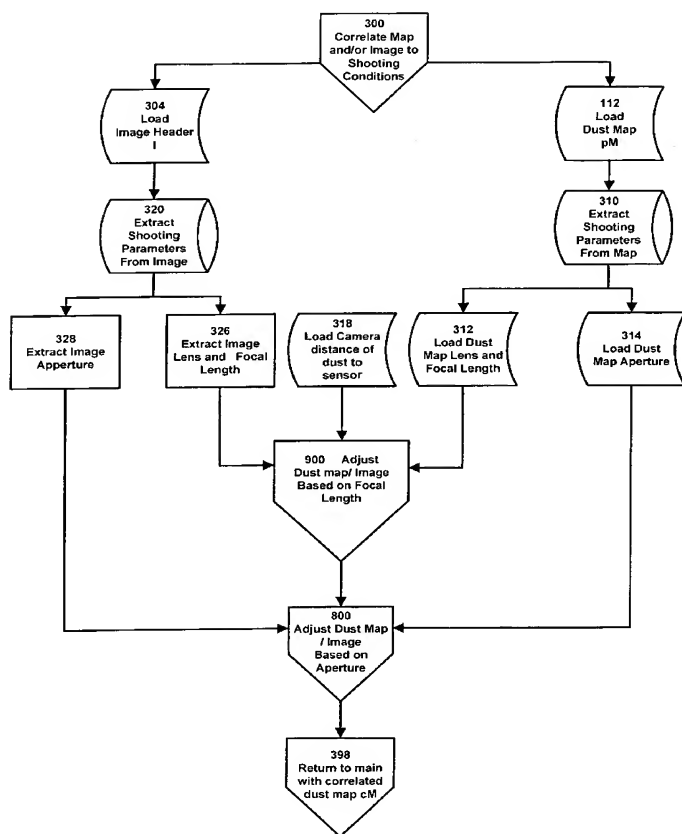 300
Correlate Map
and/or Image to
Shooting
Conditions
304
Load
Image Header
I
112
Load
Dust Map
pM
320
Extract
Shooting
Parameters
From Image
310
Extract
Shooting
Parameters
From Map
328
Extract Image
Apperture
326
Extract Image
Lens and Focal
Length
318
Load Camera
distance of
dust to
sensor
312
Load Dust
Map Lens and
Focal Length
314
Load Dust
Map Aperture
900 Adjust
Dust map/ Image
Based on Focal
Length
800
Adjust Dust Map
/ Image
Based on
Aperture
398
Return to main
with correlated
dust map cM